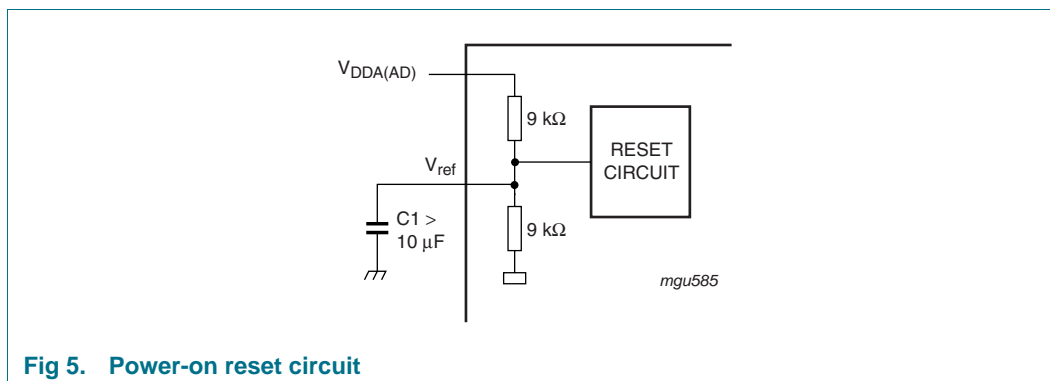 VDDA(AD)
9 kΩ
RESET
CIRCUIT
Vref
C1 >
10 μF
9 kΩ
mgu585
Fig 5. Power-on reset circuit